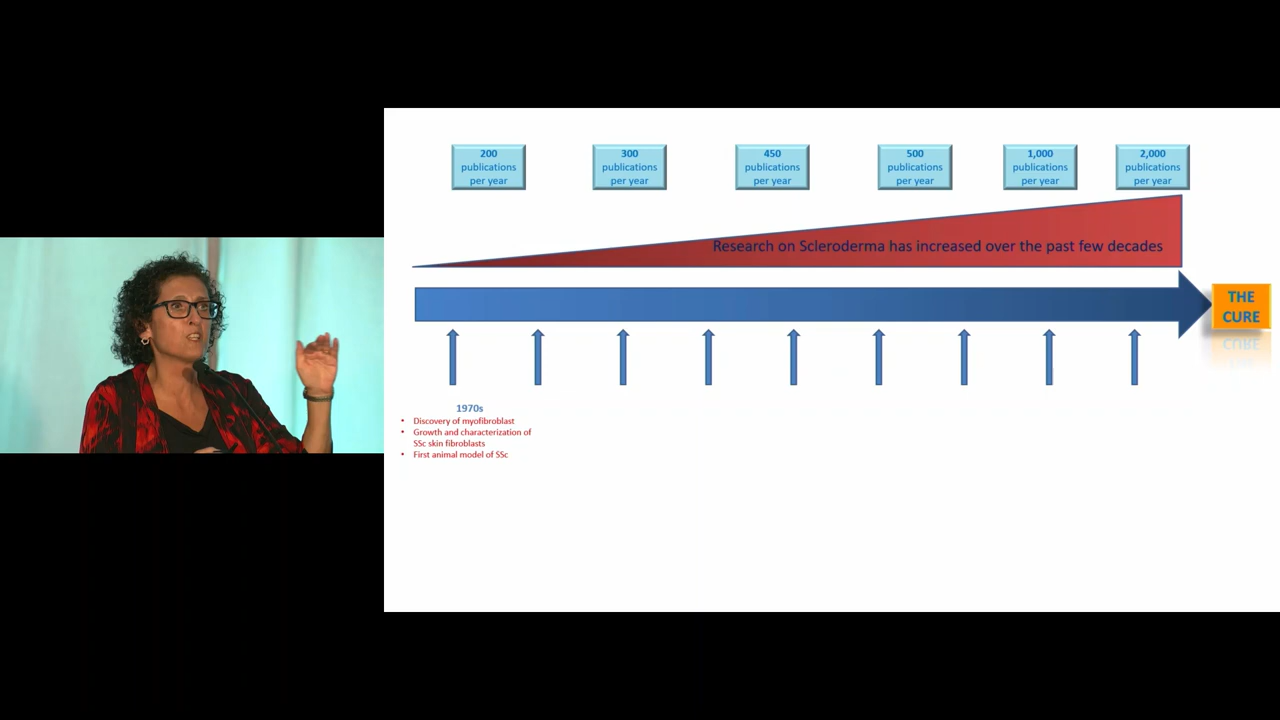 200
publications
per year
300
publications
per year
450
publications
per year
500
publications
per year
1,000
publications
per year
2,000
publications
per year
Research on Scleroderma has increased over the past few decades
THE
CURE
1970s
• Discovery of myofibroblast
• Growth and characterization of
SSc skin fibroblasts
• First animal model of SSc